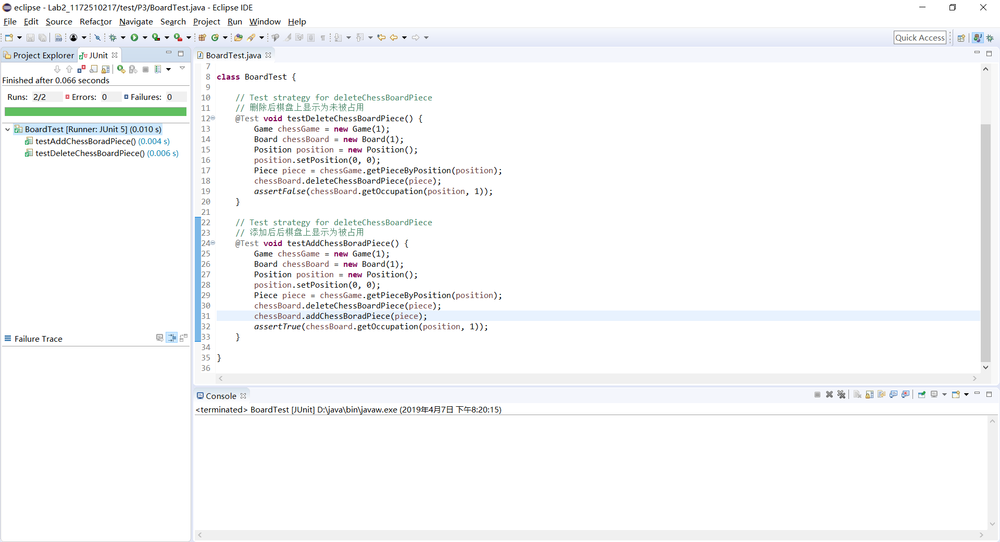 eclipse - Lab2_1172510217/test/P3/BoardTest.java - Eclipse IDE
File Edit Source Refactor Navigate Search Project Run Window Help
Quick Access
Project Explorer JUnit
Finished after 0.066 seconds
Runs: 2/2 Errors: 0 Failures: 0
BoardTest [Runner: JUnit 5] (0.010 s)
testAddChessBoradPiece() (0.004 s)
testDeleteChessBoardPiece() (0.006 s)
Failure Trace
BoardTest.java
7
8 class BoardTest {
9
10 // Test strategy for deleteChessBoardPiece
11 // 删除后棋盘上显示为未被占用
12 @Test void testDeleteChessBoardPiece() {
13 Game chessGame = new Game(1);
14 Board chessBoard = new Board(1);
15 Position position = new Position();
16 position.setPosition(0, 0);
17 Piece piece = chessGame.getPieceByPosition(position);
18 chessBoard.deleteChessBoardPiece(piece);
19 assertFalse(chessBoard.getOccupation(position, 1));
20 }
21
22 // Test strategy for deleteChessBoardPiece
23 // 添加后后棋盘上显示为被占用
24 @Test void testAddChessBoradPiece() {
25 Game chessGame = new Game(1);
26 Board chessBoard = new Board(1);
27 Position position = new Position();
28 position.setPosition(0, 0);
29 Piece piece = chessGame.getPieceByPosition(position);
30 chessBoard.deleteChessBoardPiece(piece);
31 chessBoard.addChessBoradPiece(piece);
32 assertTrue(chessBoard.getOccupation(position, 1));
33 }
34
35 }
36
Console
<terminated> BoardTest [JUnit] D:\java\bin\javaw.exe (2019年4月7日 下午8:20:15)